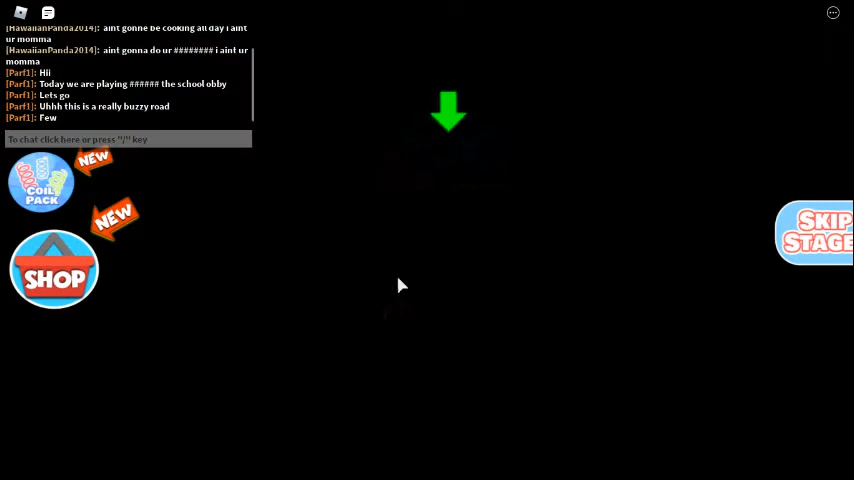 [HawaiianPanda2014]: aint gonne be cooking all day i aint
ur momma
[HawaiianPanda2014]: aint gonna do ur ######## i aint ur
momma
[Parf1]: Hii
[Parf1]: Today we are playing ###### the school obby
[Parf1]: Lets go
[Parf1]: Uhhh this is a really buzzy road
[Parf1]: Few
To chat click here or press "/" key
NEW
COIL
PACK
NEW
SHOP
SKIP
STAGE